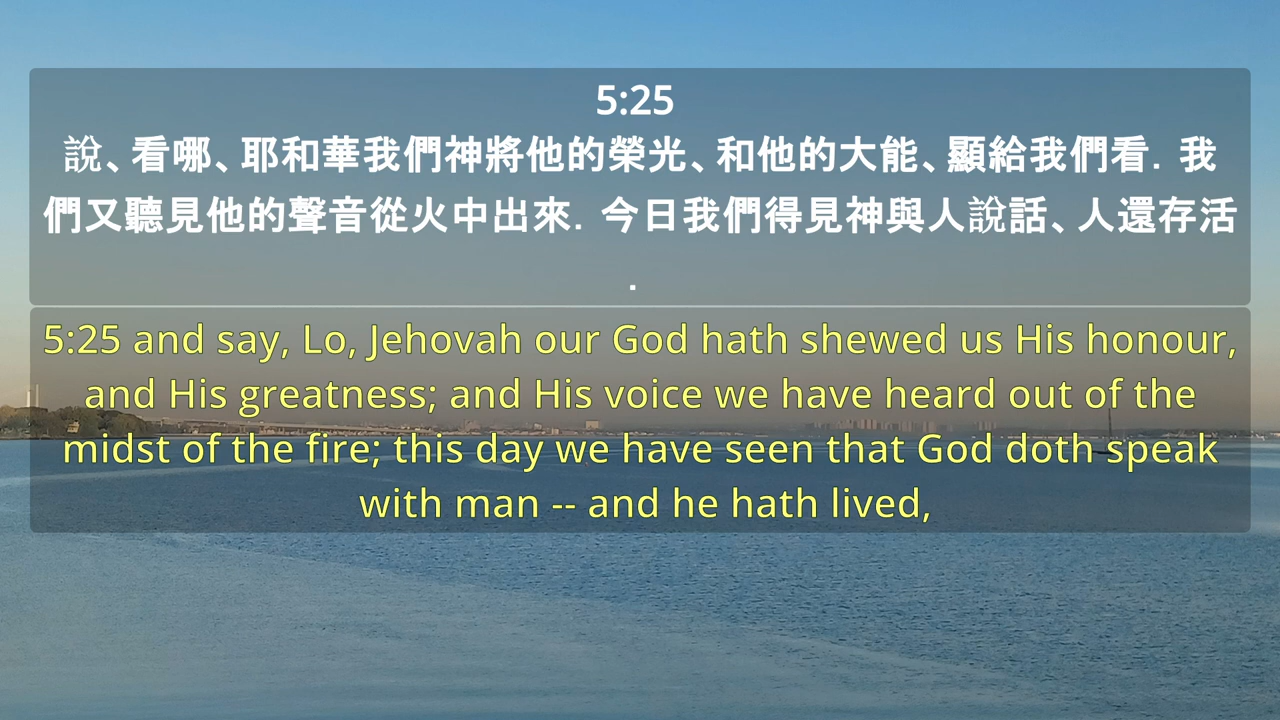 5:25
說、看哪、耶和華我們神將他的榮光、和他的大能、顯給我們看．我
們又聽見他的聲音從火中出來．今日我們得見神與人說話、人還存活
．
5:25 and say, Lo, Jehovah our God hath shewed us His honour,
and His greatness; and His voice we have heard out of the
midst of the fire; this day we have seen that God doth speak
with man -- and he hath lived,